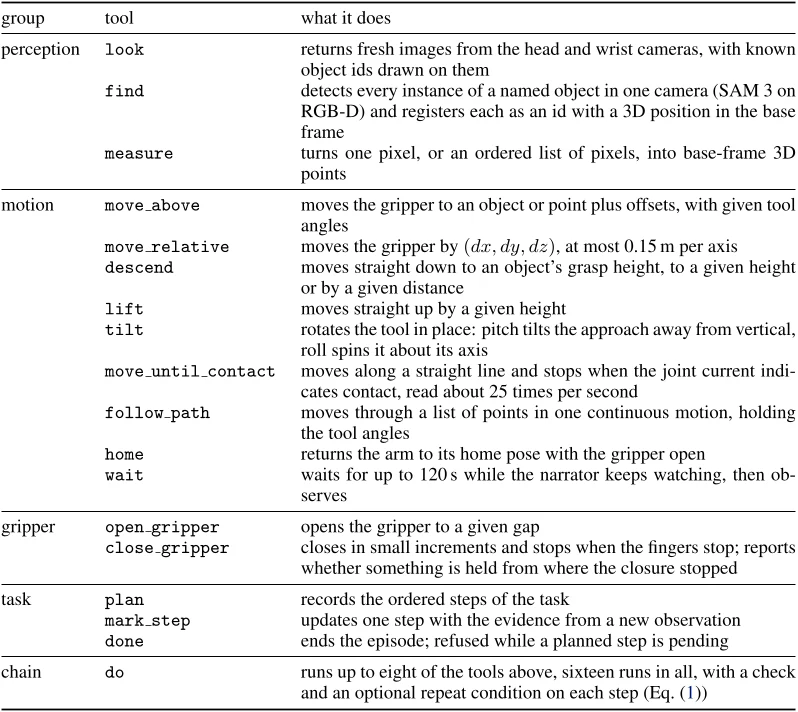 group tool what it does
perception look returns fresh images from the head and wrist cameras, with known
object ids drawn on them
find detects every instance of a named object in one camera (SAM 3 on
RGB-D) and registers each as an id with a 3D position in the base
frame
measure turns one pixel, or an ordered list of pixels, into base-frame 3D
points
motion move_above moves the gripper to an object or point plus offsets, with given tool
angles
move_relative moves the gripper by (dx, dy, dz), at most 0.15 m per axis
descend moves straight down to an object's grasp height, to a given height
or by a given distance
lift moves straight up by a given height
tilt rotates the tool in place: pitch tilts the approach away from vertical,
roll spins it about its axis
move_until_contact moves along a straight line and stops when the joint current indi-
cates contact, read about 25 times per second
follow_path moves through a list of points in one continuous motion, holding
the tool angles
home returns the arm to its home pose with the gripper open
wait waits for up to 120 s while the narrator keeps watching, then ob-
serves
gripper open_gripper opens the gripper to a given gap
close_gripper closes in small increments and stops when the fingers stop; reports
whether something is held from where the closure stopped
task plan records the ordered steps of the task
mark_step updates one step with the evidence from a new observation
done ends the episode; refused while a planned step is pending
chain do runs up to eight of the tools above, sixteen runs in all, with a check
and an optional repeat condition on each step (Eq. (1))